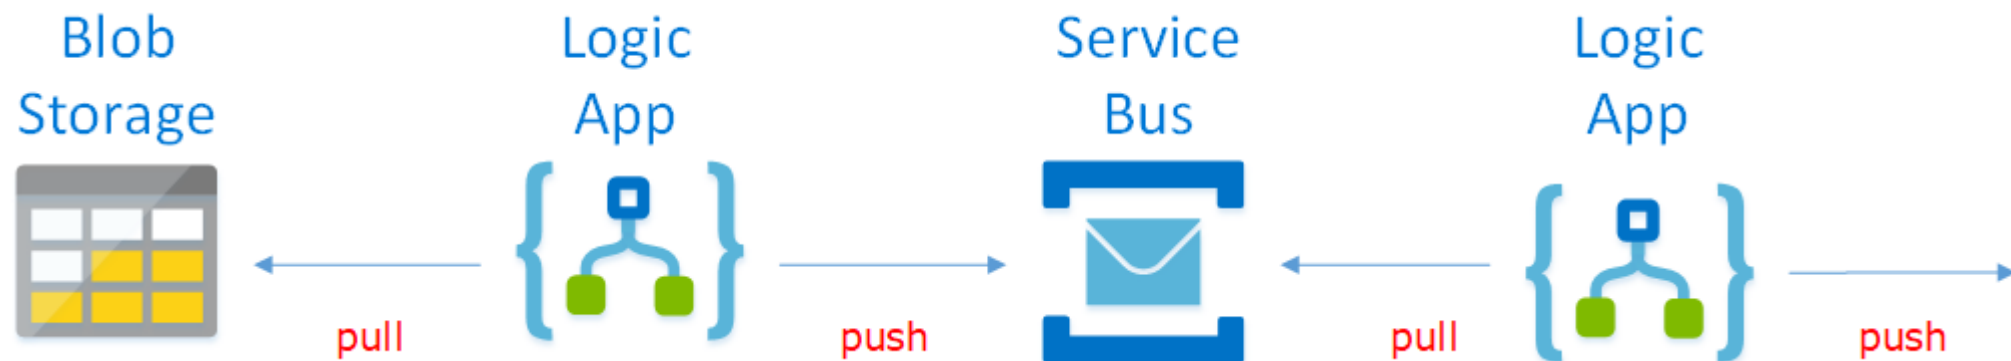 Blob
Storage
Logic
App
Service
Bus
Logic
App
pull
push
pull
push